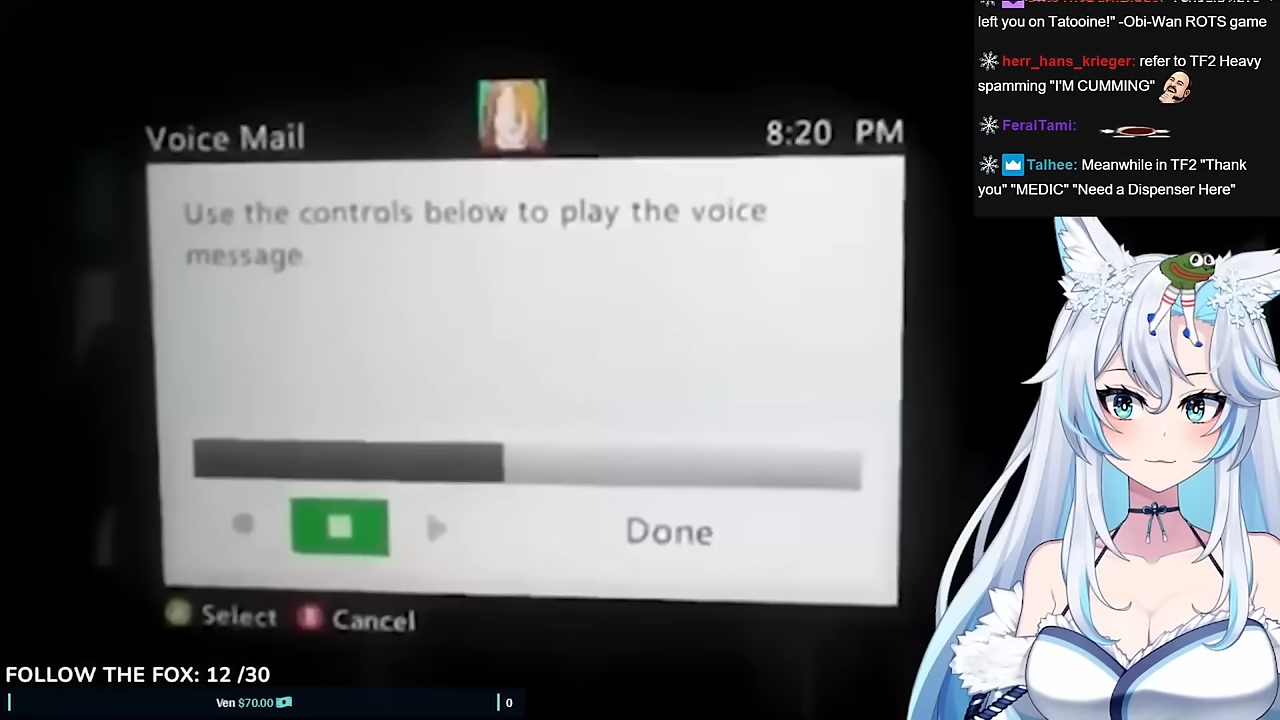 left you on Tatooine!" -Obi-Wan ROTS game
herr_hans_krieger: refer to TF2 Heavy
spamming "I'M CUMMING"
FeralTami:
Talhee: Meanwhile in TF2 "Thank
you" "MEDIC" "Need a Dispenser Here"
Voice Mail
8:20 PM
Use the controls below to play the voice
message.
Done
Select
Cancel
FOLLOW THE FOX: 12 /30
Ven $70.00
0